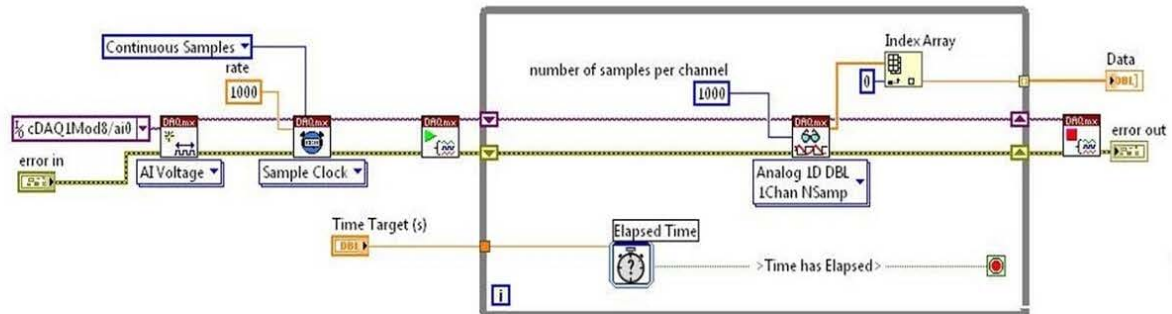 Continuous Samples
rate
1000
cDAQ1Mod8/ai0
error in
DAQmx
AI Voltage
DAQmx
Sample Clock
DAQmx
number of samples per channel
1000
Index Array
0
Data
DBL
DAQmx
Analog 1D DBL
1Chan NSamp
DAQmx
error out
Time Target (s)
DBL
Elapsed Time
?
>Time has Elapsed>
i